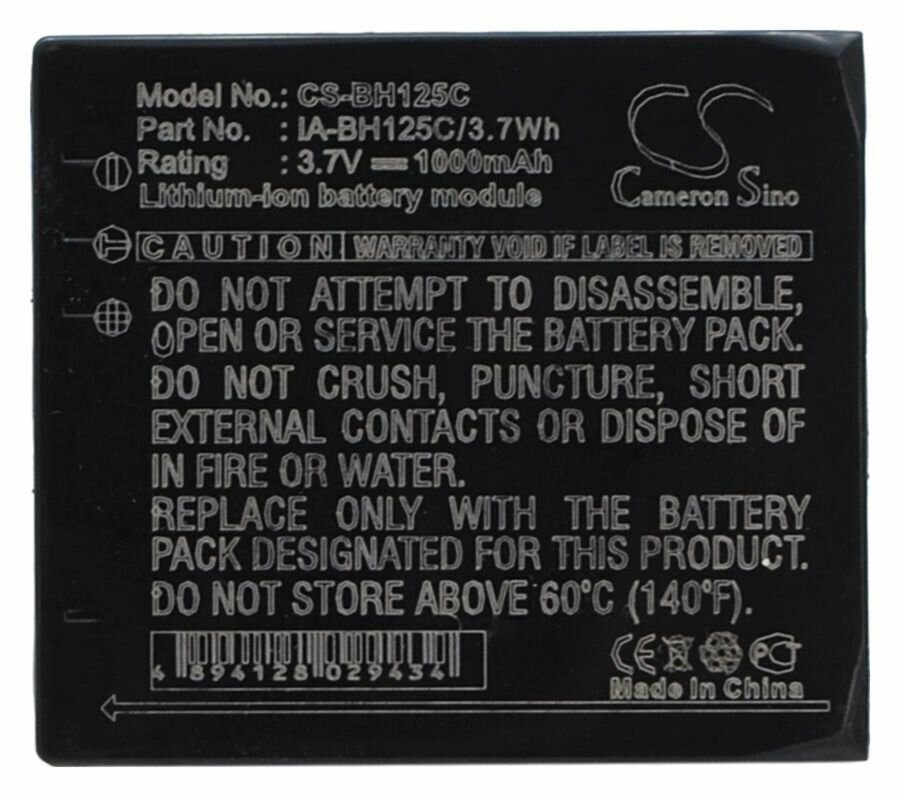 Model No.: CS-BH125C
Part No. : IA-BH125C/3.7Wh
Rating : 3.7V 1000mAh
Lithium-ion battery module
CS
Cameron Sino
CAUTION WARRANTY VOID IF LABEL IS REMOVED
DO NOT ATTEMPT TO DISASSEMBLE,
OPEN OR SERVICE THE BATTERY PACK.
DO NOT CRUSH, PUNCTURE, SHORT
EXTERNAL CONTACTS OR DISPOSE OF
IN FIRE OR WATER.
REPLACE ONLY WITH THE BATTERY
PACK DESIGNATED FOR THIS PRODUCT.
DO NOT STORE ABOVE 60°C (140°F).
4 894128 029434
CE
Made In China